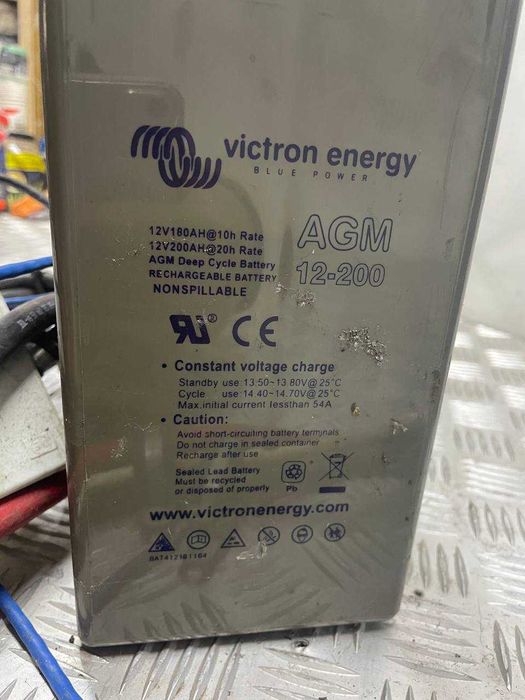 victron energy
BLUE POWER
12V180AH@10h Rate
12V200AH@20h Rate
AGM Deep Cycle Battery
RECHARGEABLE BATTERY
NONSPILLABLE
AGM
12-200
RU® CE
• Constant voltage charge
Standby use: 13.50~13.80V@25°C
Cycle use: 14.40~14.70V@25°C
Max.initial current lessthan 54A
• Caution:
Avoid short-circuiting battery terminals
Do not charge in sealed container
Recharge after use
Sealed Lead Battery
Must be recycled
or disposed of properly
Pb
www.victronenergy.com
BAT412181164